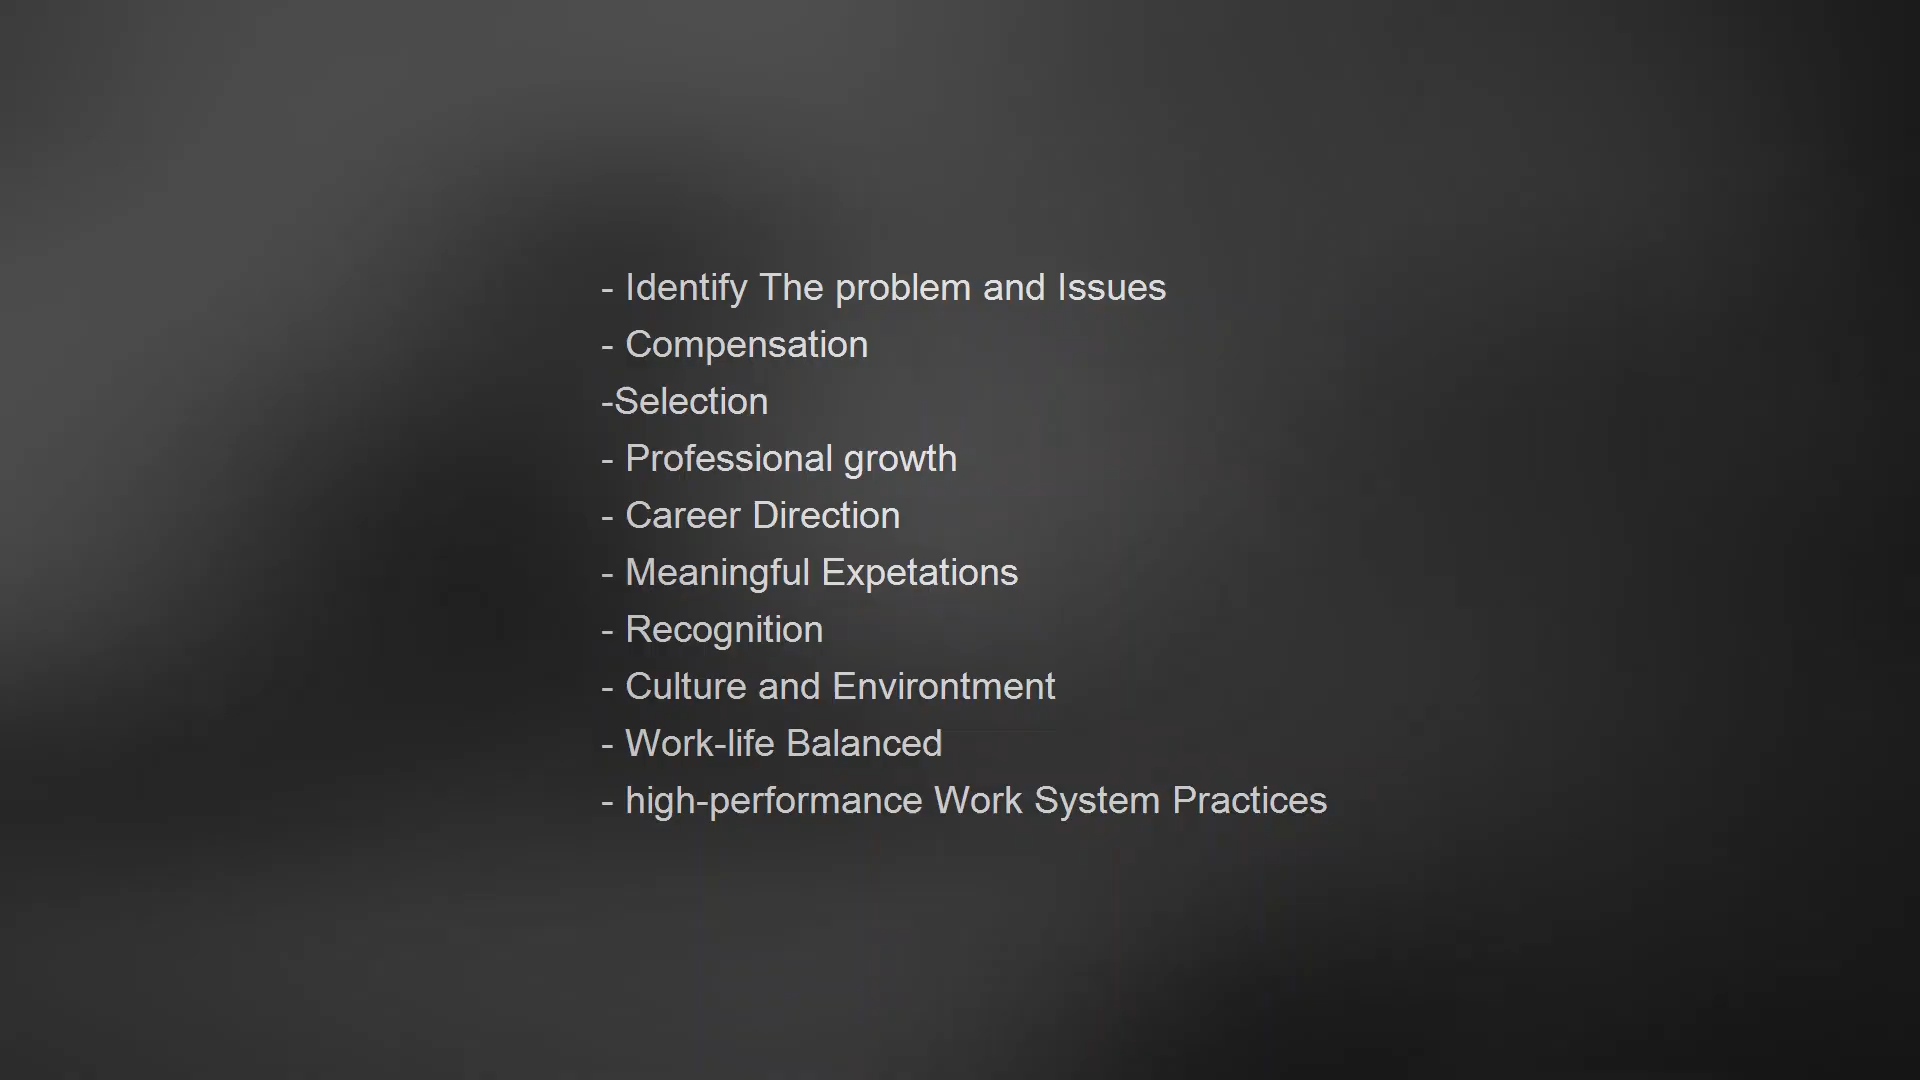 - Identify The problem and Issues
- Compensation
-Selection
- Professional growth
- Career Direction
- Meaningful Expetations
- Recognition
- Culture and Environtment
- Work-life Balanced
- high-performance Work System Practices